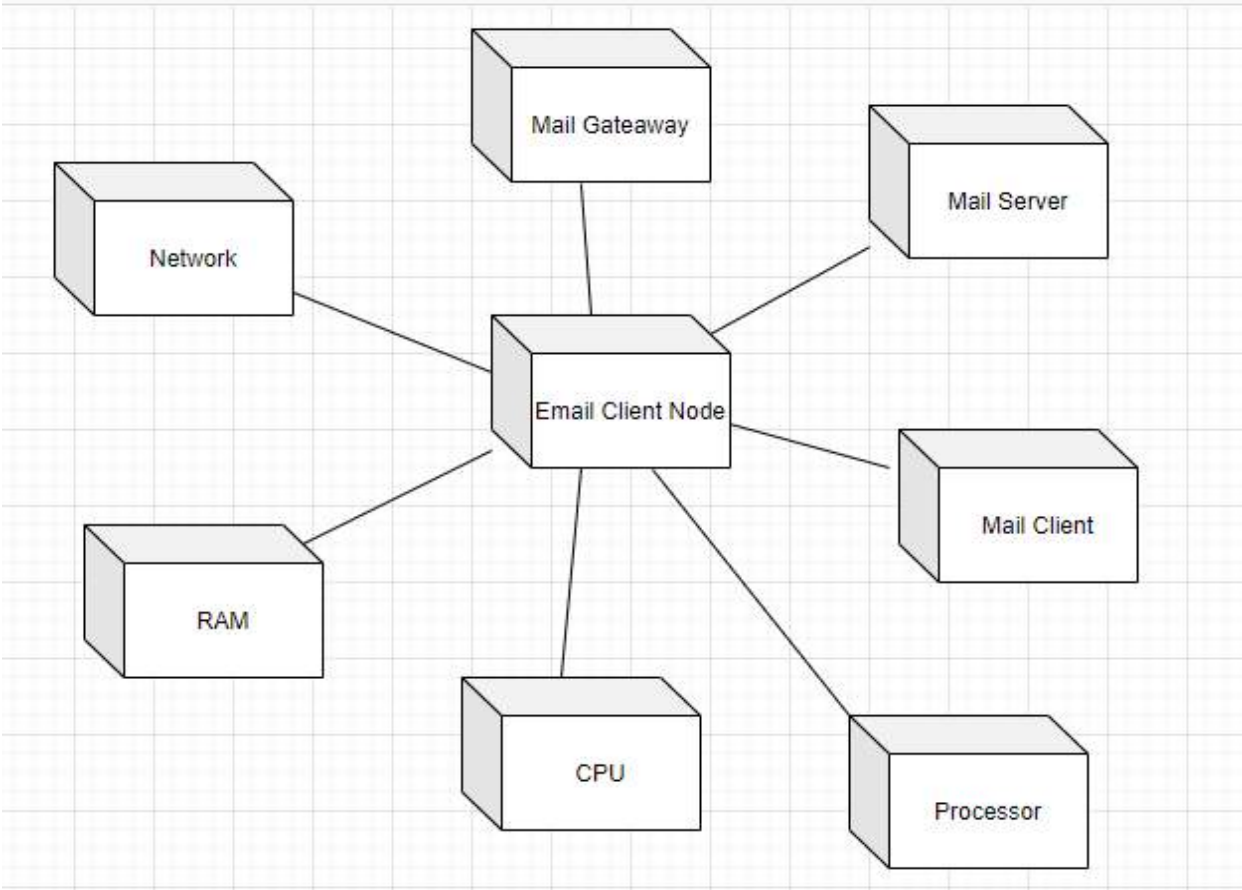 Mail Gateaway
Mail Server
Network
Email Client Node
Mail Client
RAM
CPU
Processor